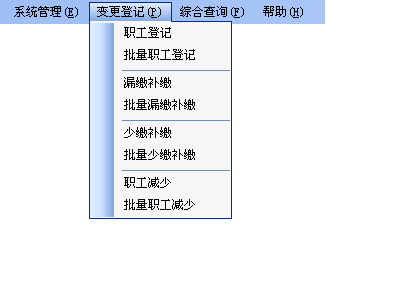 系统管理(E) 变更登记(P) 综合查询(F) 帮助(H)
职工登记
批量职工登记
漏缴补缴
批量漏缴补缴
少缴补缴
批量少缴补缴
职工减少
批量职工减少